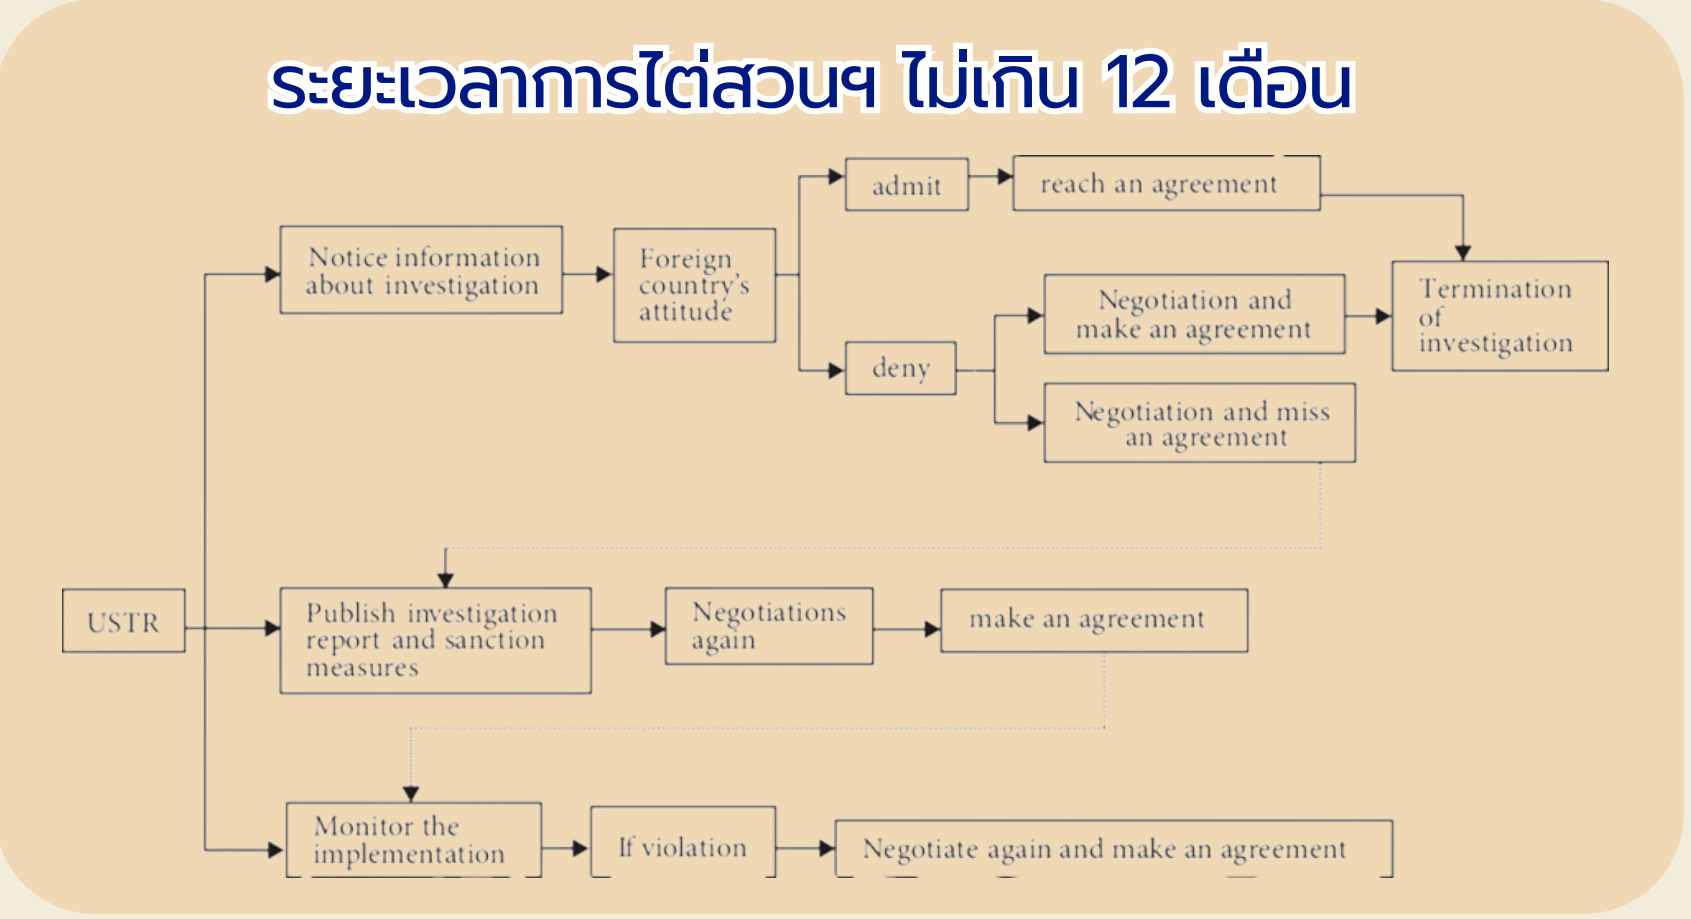 ระยะเวลาการไต่สวนฯ ไม่เกิน 12 เดือน
admit
reach an agreement
Notice information
about investigation
Foreign
country's
attitude
Negotiation and
make an agreement
Termination
of
investigation
deny
Negotiation and miss
an agreement
USTR
Publish investigation
report and sanction
measures
Negotiations
again
make an agreement
Monitor the
implementation
If violation
Negotiate again and make an agreement